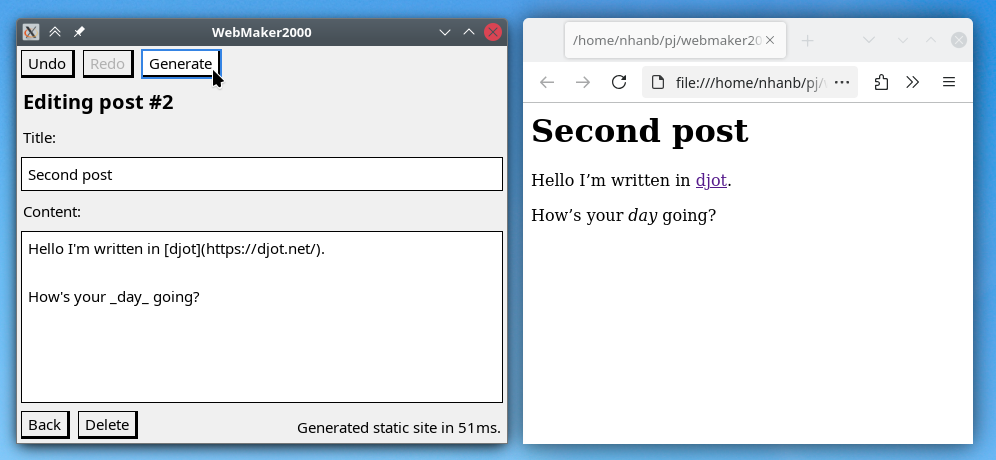 WebMaker2000
Undo Redo Generate
Editing post #2
Title:
Second post
Content:
Hello I'm written in [djot](https://djot.net/).
How's your _day_ going?
Back Delete Generated static site in 51ms.
/home/nhanb/pj/webmaker20
file:///home/nhanb/pj/
Second post
Hello I’m written in djot.
How’s your day going?